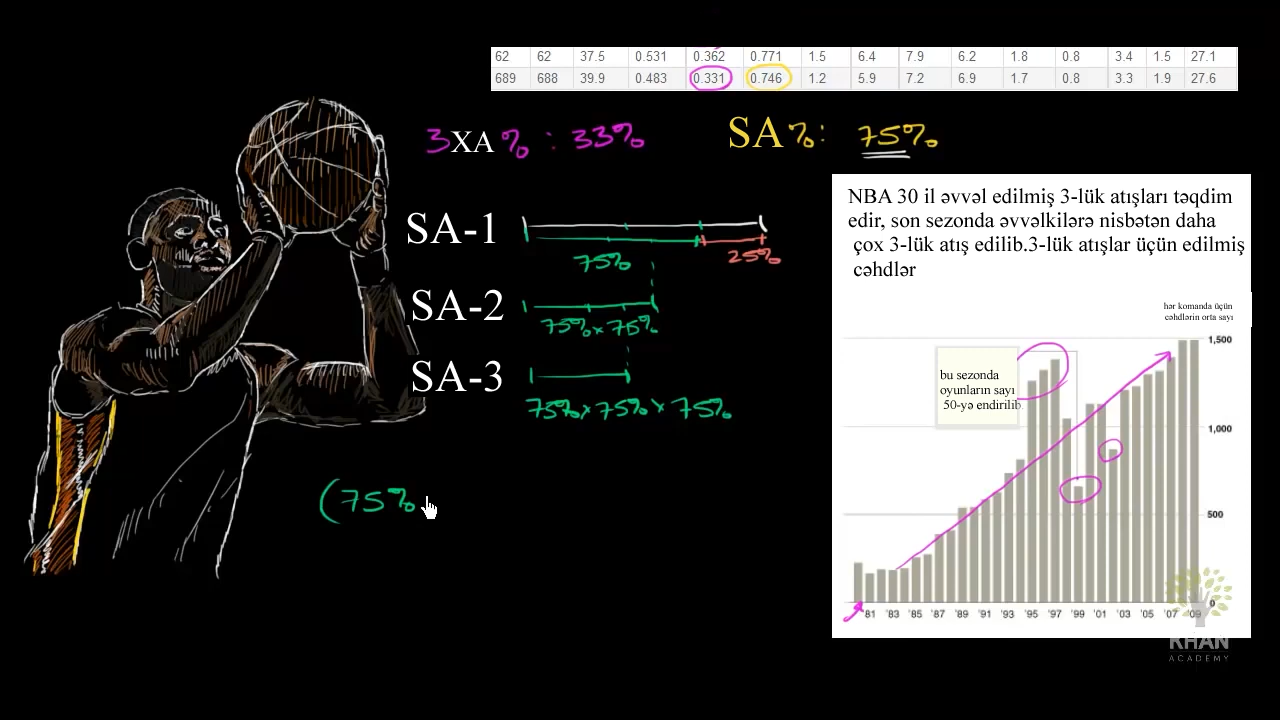 62 62 37.5 0.531 0.362 0.771 1.5 6.4 7.9 6.2 1.8 0.8 3.4 1.5 27.1
689 688 39.9 0.483 0.331 0.746 1.2 5.9 7.2 6.9 1.7 0.8 3.3 1.9 27.6
3XA % : 33%
SA %: 75%
SA-1
75% 25%
SA-2
75% x 75%
SA-3
75% x 75% x 75%
(75%
NBA 30 il əvvəl edilmiş 3-lük atışları təqdim
edir, son sezonda əvvəlkilərə nisbətən daha
çox 3-lük atış edilib.3-lük atışlar üçün edilmiş
cəhdlər
hər komanda üçün
cəhdlərin orta sayı
1,500
bu sezonda
oyunların sayı
50-yə endirilib
1,000
500
0
'81 '83 '85 '87 '89 '91 '93 '95 '97 '99 '01 '03 '05 '07 '09
KHAN
ACADEMY